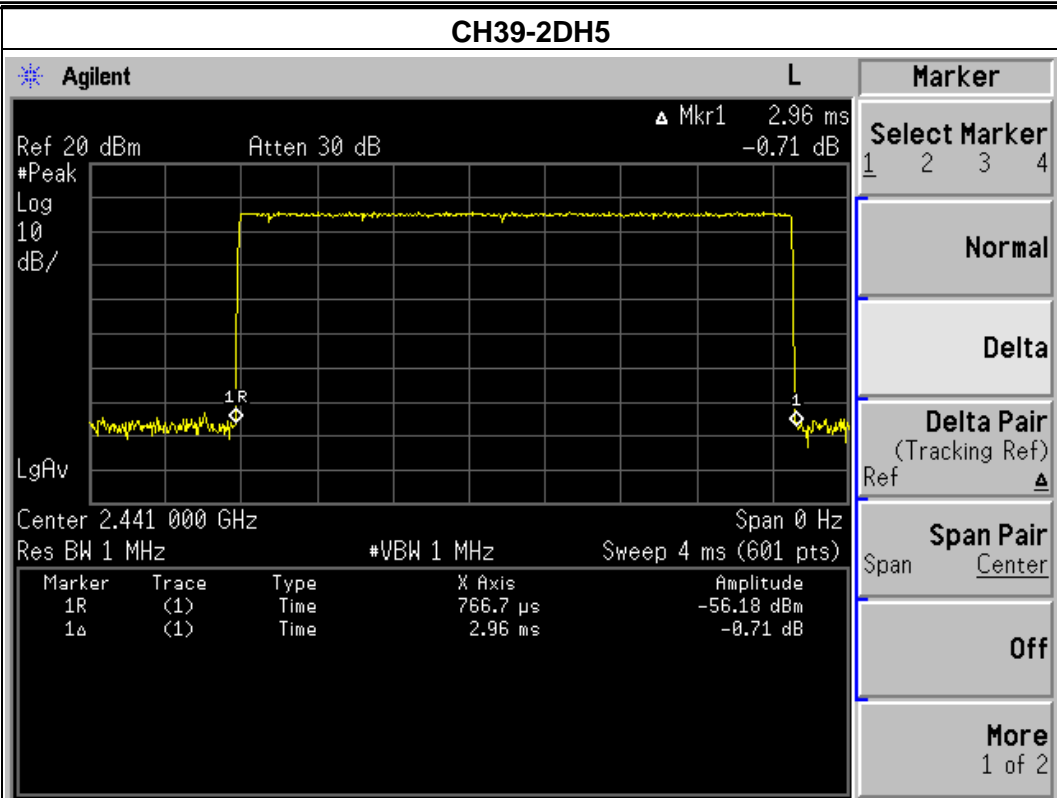 CH39-2DH5
Agilent L
Marker
▵ Mkr1 2.96 ms
Ref 20 dBm Atten 30 dB -0.71 dB
#Peak
Log
10
dB/
1R
1
LgAv
Center 2.441 000 GHz Span 0 Hz
Res BW 1 MHz #VBW 1 MHz Sweep 4 ms (601 pts)
Marker Trace Type X Axis Amplitude
1R (1) Time 766.7 µs -56.18 dBm
1▵ (1) Time 2.96 ms -0.71 dB
Select Marker
1 2 3 4
Normal
Delta
Delta Pair
(Tracking Ref)
Ref ▵
Span Pair
Span Center
Off
More
1 of 2